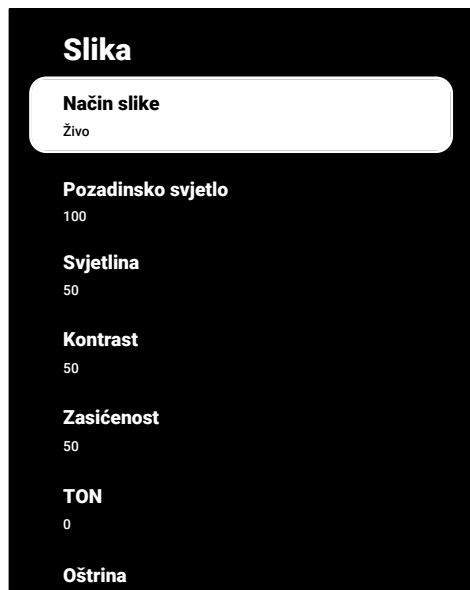 Slika
Način slike
Živo
Pozadinsko svjetlo
100
Svjetlina
50
Kontrast
50
Zasićenost
50
TON
0
Oštrina